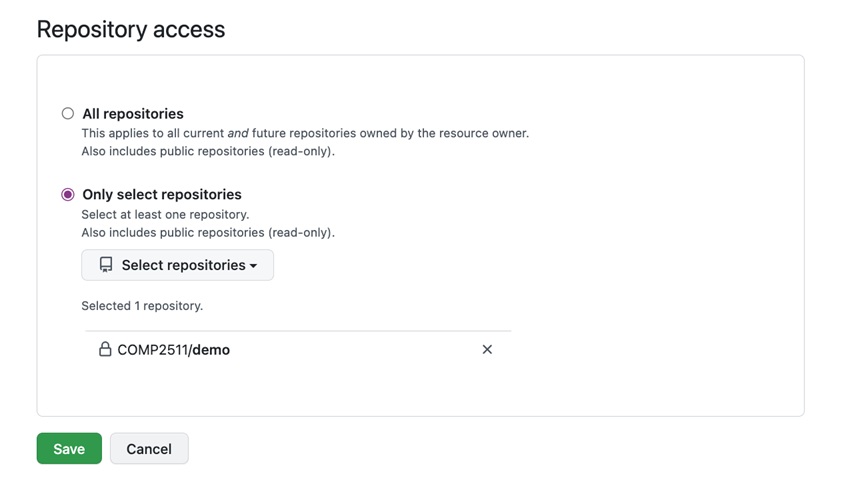 Repository access
All repositories
This applies to all current and future repositories owned by the resource owner.
Also includes public repositories (read-only).
Only select repositories
Select at least one repository.
Also includes public repositories (read-only).
Select repositories
Selected 1 repository.
COMP2511/demo
Save
Cancel